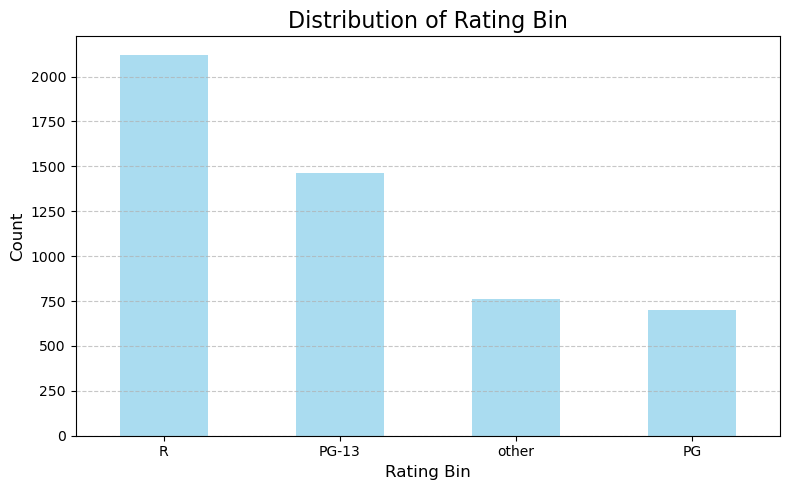 Distribution of Rating Bin
2000
1750
1500
1250
1000
750
500
250
0
Count
R
PG-13
other
PG
Rating Bin